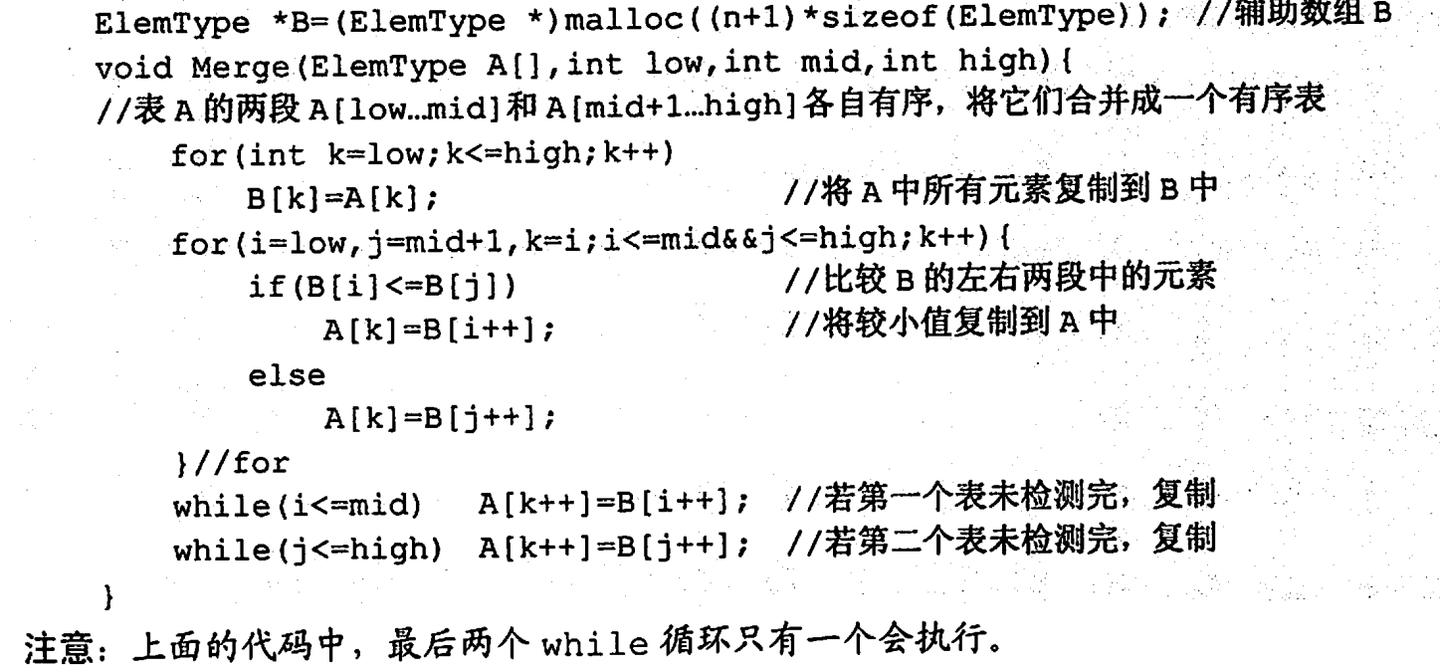 ElemType *B=(ElemType *)malloc((n+1)*sizeof(ElemType)); //辅助数组 B
void Merge(ElemType A[],int low,int mid,int high){
//表 A 的两段 A[low…mid]和 A[mid+1…high]各自有序，将它们合并成一个有序表
    for(int k=low;k<=high;k++)
        B[k]=A[k];                  //将 A 中所有元素复制到 B 中
    for(i=low,j=mid+1,k=i;i<=mid&&j<=high;k++){
        if(B[i]<=B[j])              //比较 B 的左右两段中的元素
            A[k]=B[i++];            //将较小值复制到 A 中
        else
            A[k]=B[j++];
    }//for
    while(i<=mid)   A[k++]=B[i++];  //若第一个表未检测完，复制
    while(j<=high)  A[k++]=B[j++];  //若第二个表未检测完，复制
}
注意：上面的代码中，最后两个 while 循环只有一个会执行。